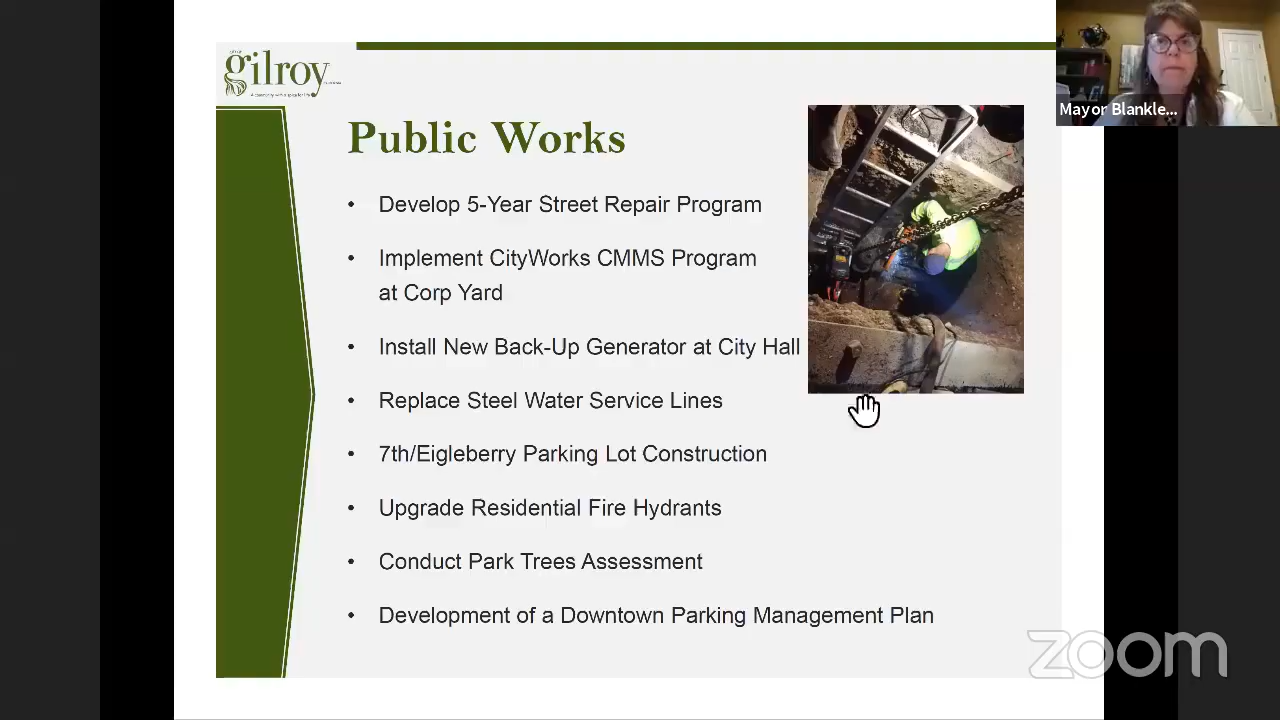 gilroy
Mayor Blankle...
Public Works
• Develop 5-Year Street Repair Program
• Implement CityWorks CMMS Program
at Corp Yard
• Install New Back-Up Generator at City Hall
• Replace Steel Water Service Lines
• 7th/Eigleberry Parking Lot Construction
• Upgrade Residential Fire Hydrants
• Conduct Park Trees Assessment
• Development of a Downtown Parking Management Plan
zoom